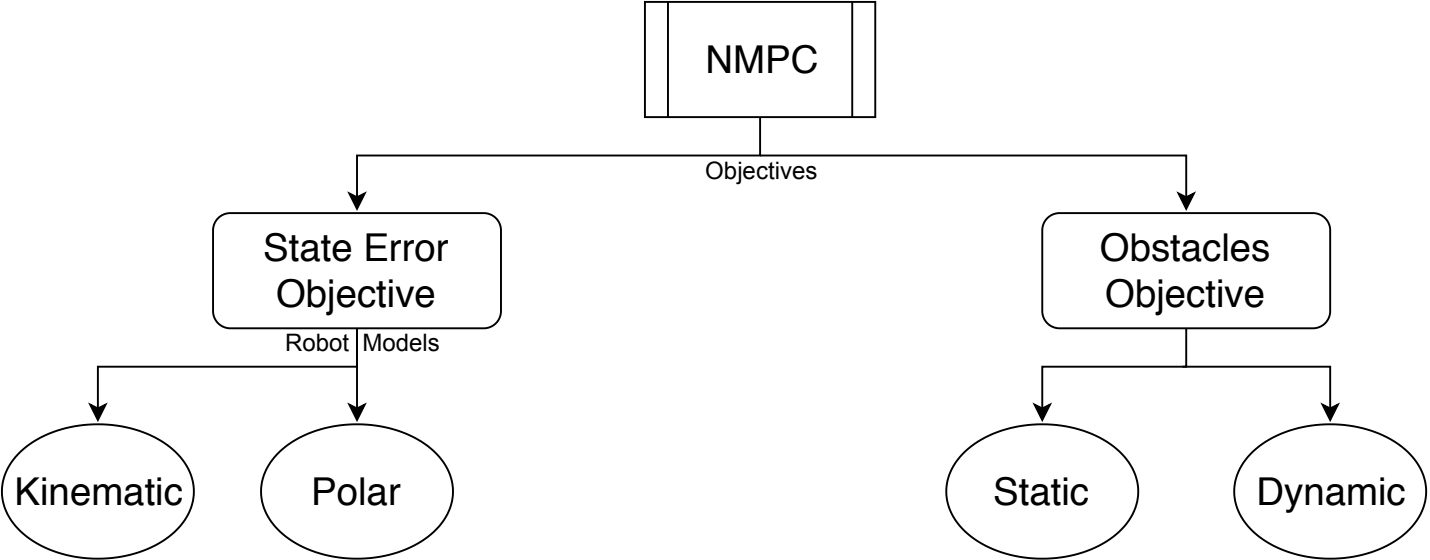 NMPC
Objectives
State Error
Objective
Obstacles
Objective
Robot Models
Kinematic
Polar
Static
Dynamic